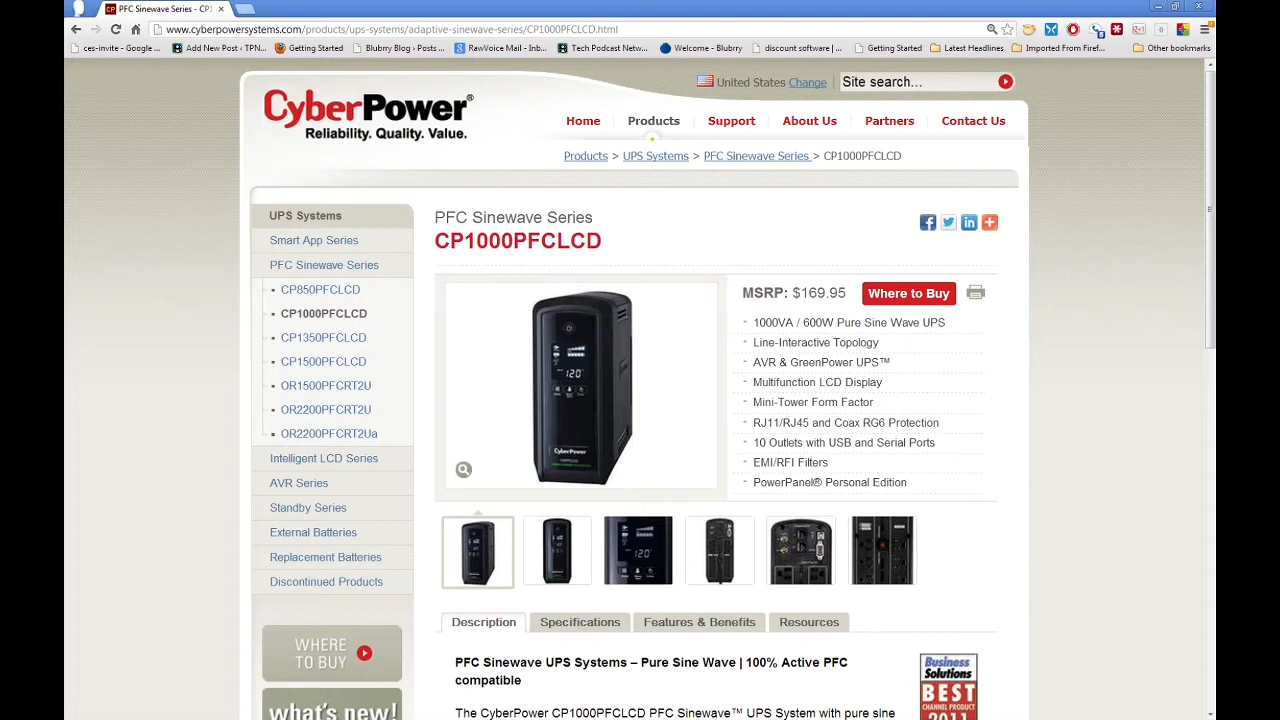 PFC Sinewave Series - CP1
www.cyberpowersystems.com/products/ups-systems/adaptive-sinewave-series/CP1000PFCLCD.html
ces-invite - Google ...
Add New Post ‹ TPN...
Getting Started
Blubrry Blog - Posts...
RawVoice Mail - Inb...
Tech Podcast Netw...
Welcome - Blubrry
discount software |...
Getting Started
Latest Headlines
Imported From Firef...
Other bookmarks
United States Change
Site search...
CyberPower®
Reliability. Quality. Value.
Home Products Support About Us Partners Contact Us
Products > UPS Systems > PFC Sinewave Series > CP1000PFCLCD
UPS Systems
Smart App Series
PFC Sinewave Series
CP850PFCLCD
CP1000PFCLCD
CP1350PFCLCD
CP1500PFCLCD
OR1500PFCRT2U
OR2200PFCRT2U
OR2200PFCRT2Ua
Intelligent LCD Series
AVR Series
Standby Series
External Batteries
Replacement Batteries
Discontinued Products
WHERE
TO BUY
what's new!
PFC Sinewave Series
CP1000PFCLCD
120
CyberPower
MSRP: $169.95
Where to Buy
1000VA / 600W Pure Sine Wave UPS
Line-Interactive Topology
AVR & GreenPower UPS™
Multifunction LCD Display
Mini-Tower Form Factor
RJ11/RJ45 and Coax RG6 Protection
10 Outlets with USB and Serial Ports
EMI/RFI Filters
PowerPanel® Personal Edition
120
Description Specifications Features & Benefits Resources
PFC Sinewave UPS Systems – Pure Sine Wave | 100% Active PFC
compatible
The CyberPower CP1000PFCLCD PFC Sinewave™ UPS System with pure sine
Business
Solutions
BEST
CHANNEL PRODUCT
2011